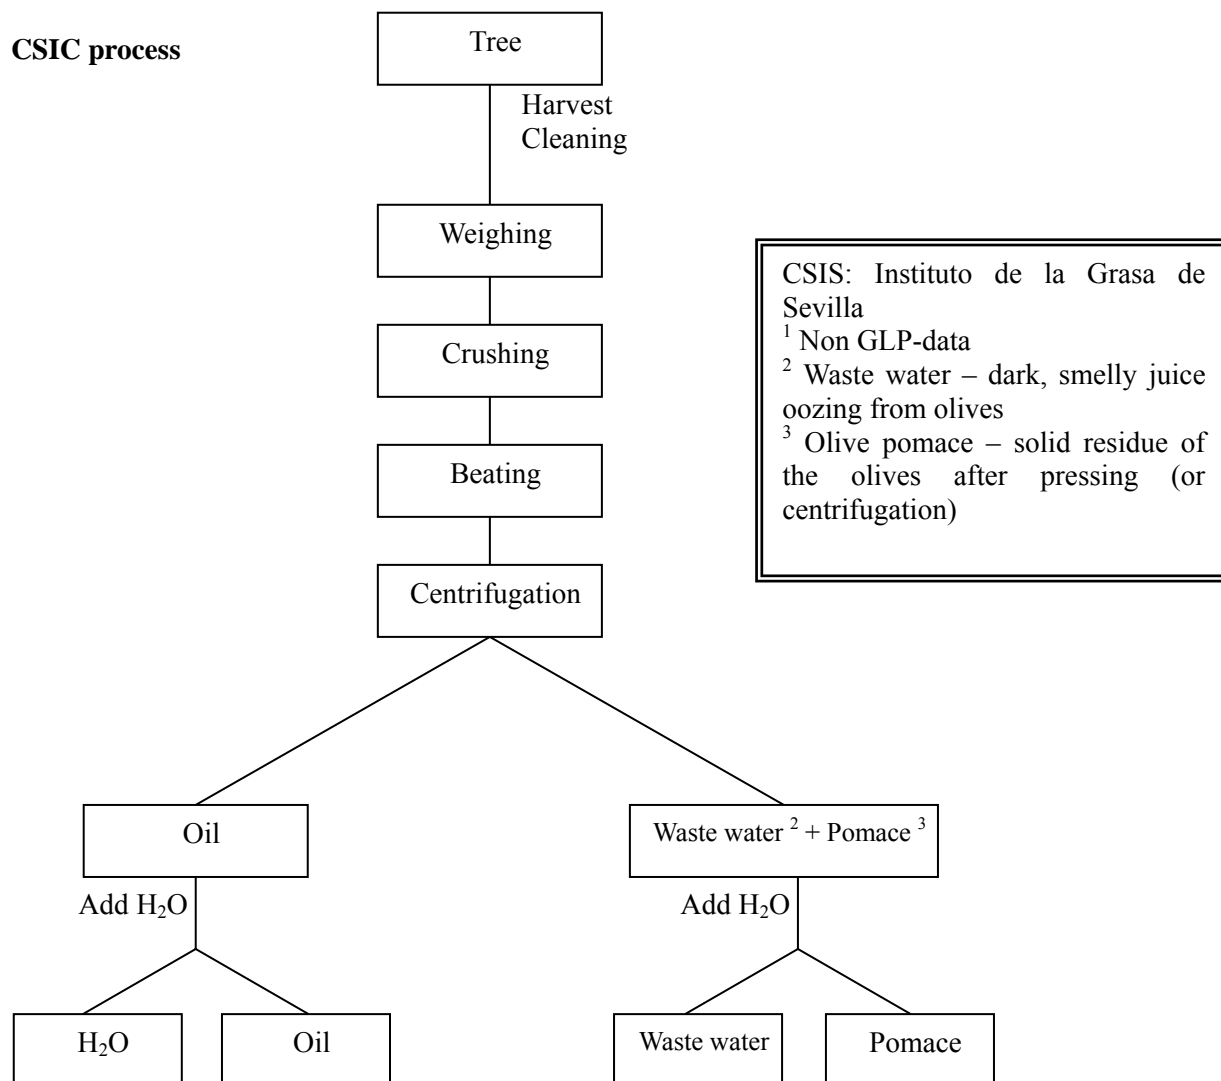 CSIC process
Tree
Harvest
Cleaning
Weighing
CSIS: Instituto de la Grasa de
Sevilla
¹ Non GLP-data
² Waste water – dark, smelly juice
oozing from olives
³ Olive pomace – solid residue of
the olives after pressing (or
centrifugation)
Crushing
Beating
Centrifugation
Oil
Waste water ² + Pomace ³
Add H₂O
Add H₂O
H₂O
Oil
Waste water
Pomace